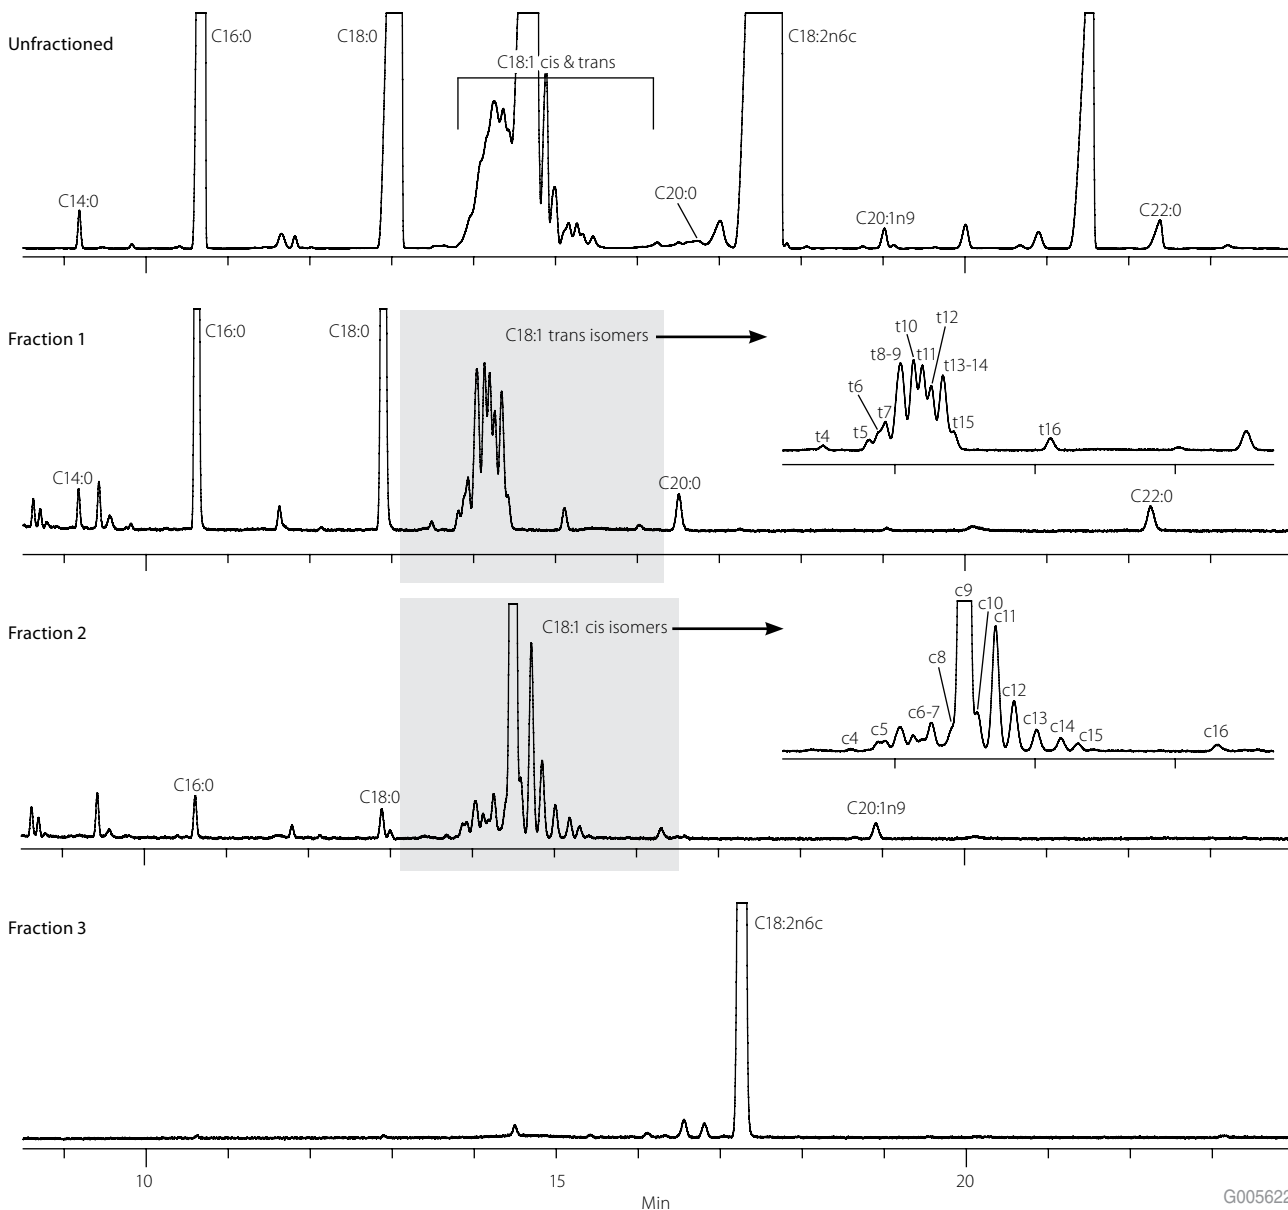 Unfractioned
C16:0
C18:0
C18:1 cis & trans
C18:2n6c
C14:0
C20:0
C20:1n9
C22:0
Fraction 1
C16:0
C18:0
C18:1 trans isomers
t10
t12
t8-9
t11
t13-14
t6
t7
t4
t5
t15
t16
C14:0
C20:0
C22:0
Fraction 2
C18:1 cis isomers
c9
c10
c11
c8
c12
c6-7
c4
c5
c13
c14
c15
c16
C16:0
C18:0
C20:1n9
Fraction 3
C18:2n6c
10
15
20
Min
G005622